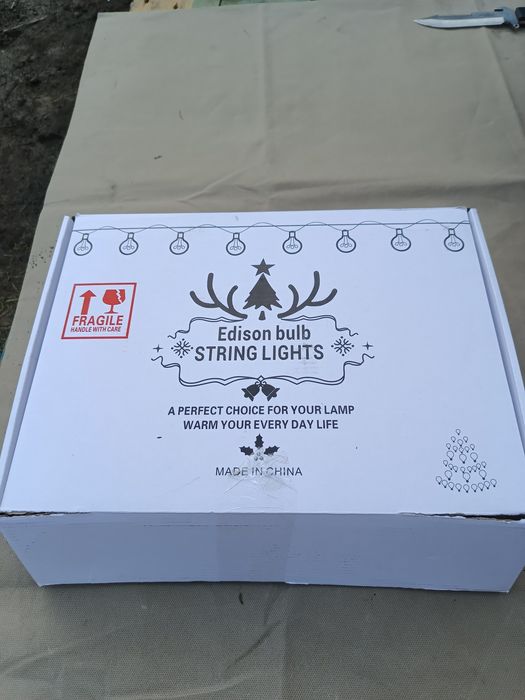 FRAGILE
HANDLE WITH CARE
Edison bulb
STRING LIGHTS
A PERFECT CHOICE FOR YOUR LAMP
WARM YOUR EVERY DAY LIFE
MADE IN CHINA